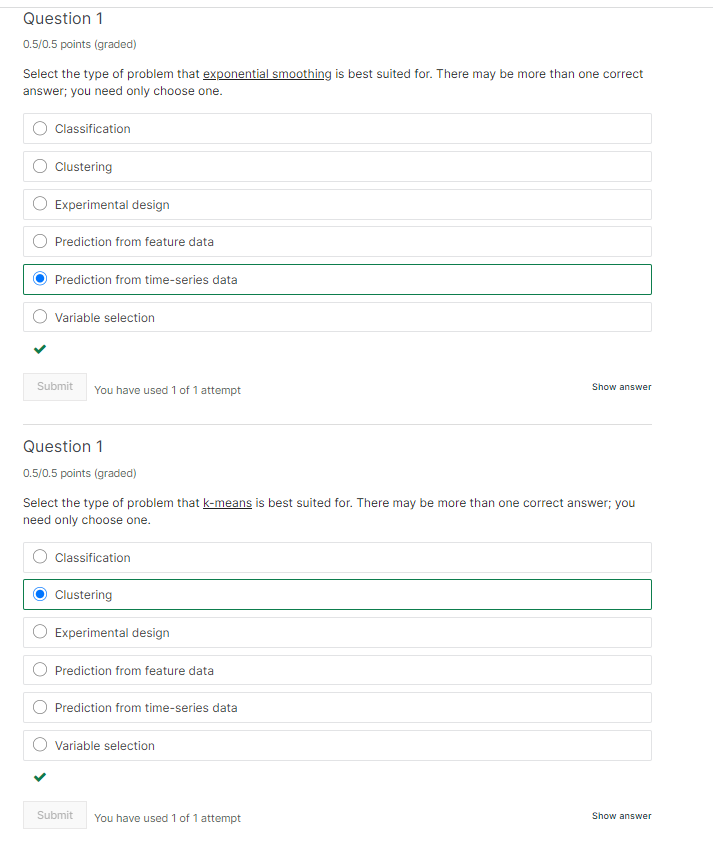 Question 1
0.5/0.5 points (graded)
Select the type of problem that exponential smoothing is best suited for. There may be more than one correct
answer; you need only choose one.
Classification
Clustering
Experimental design
Prediction from feature data
Prediction from time-series data
Variable selection
Submit You have used 1 of 1 attempt Show answer
Question 1
0.5/0.5 points (graded)
Select the type of problem that k-means is best suited for. There may be more than one correct answer; you
need only choose one.
Classification
Clustering
Experimental design
Prediction from feature data
Prediction from time-series data
Variable selection
Submit You have used 1 of 1 attempt Show answer